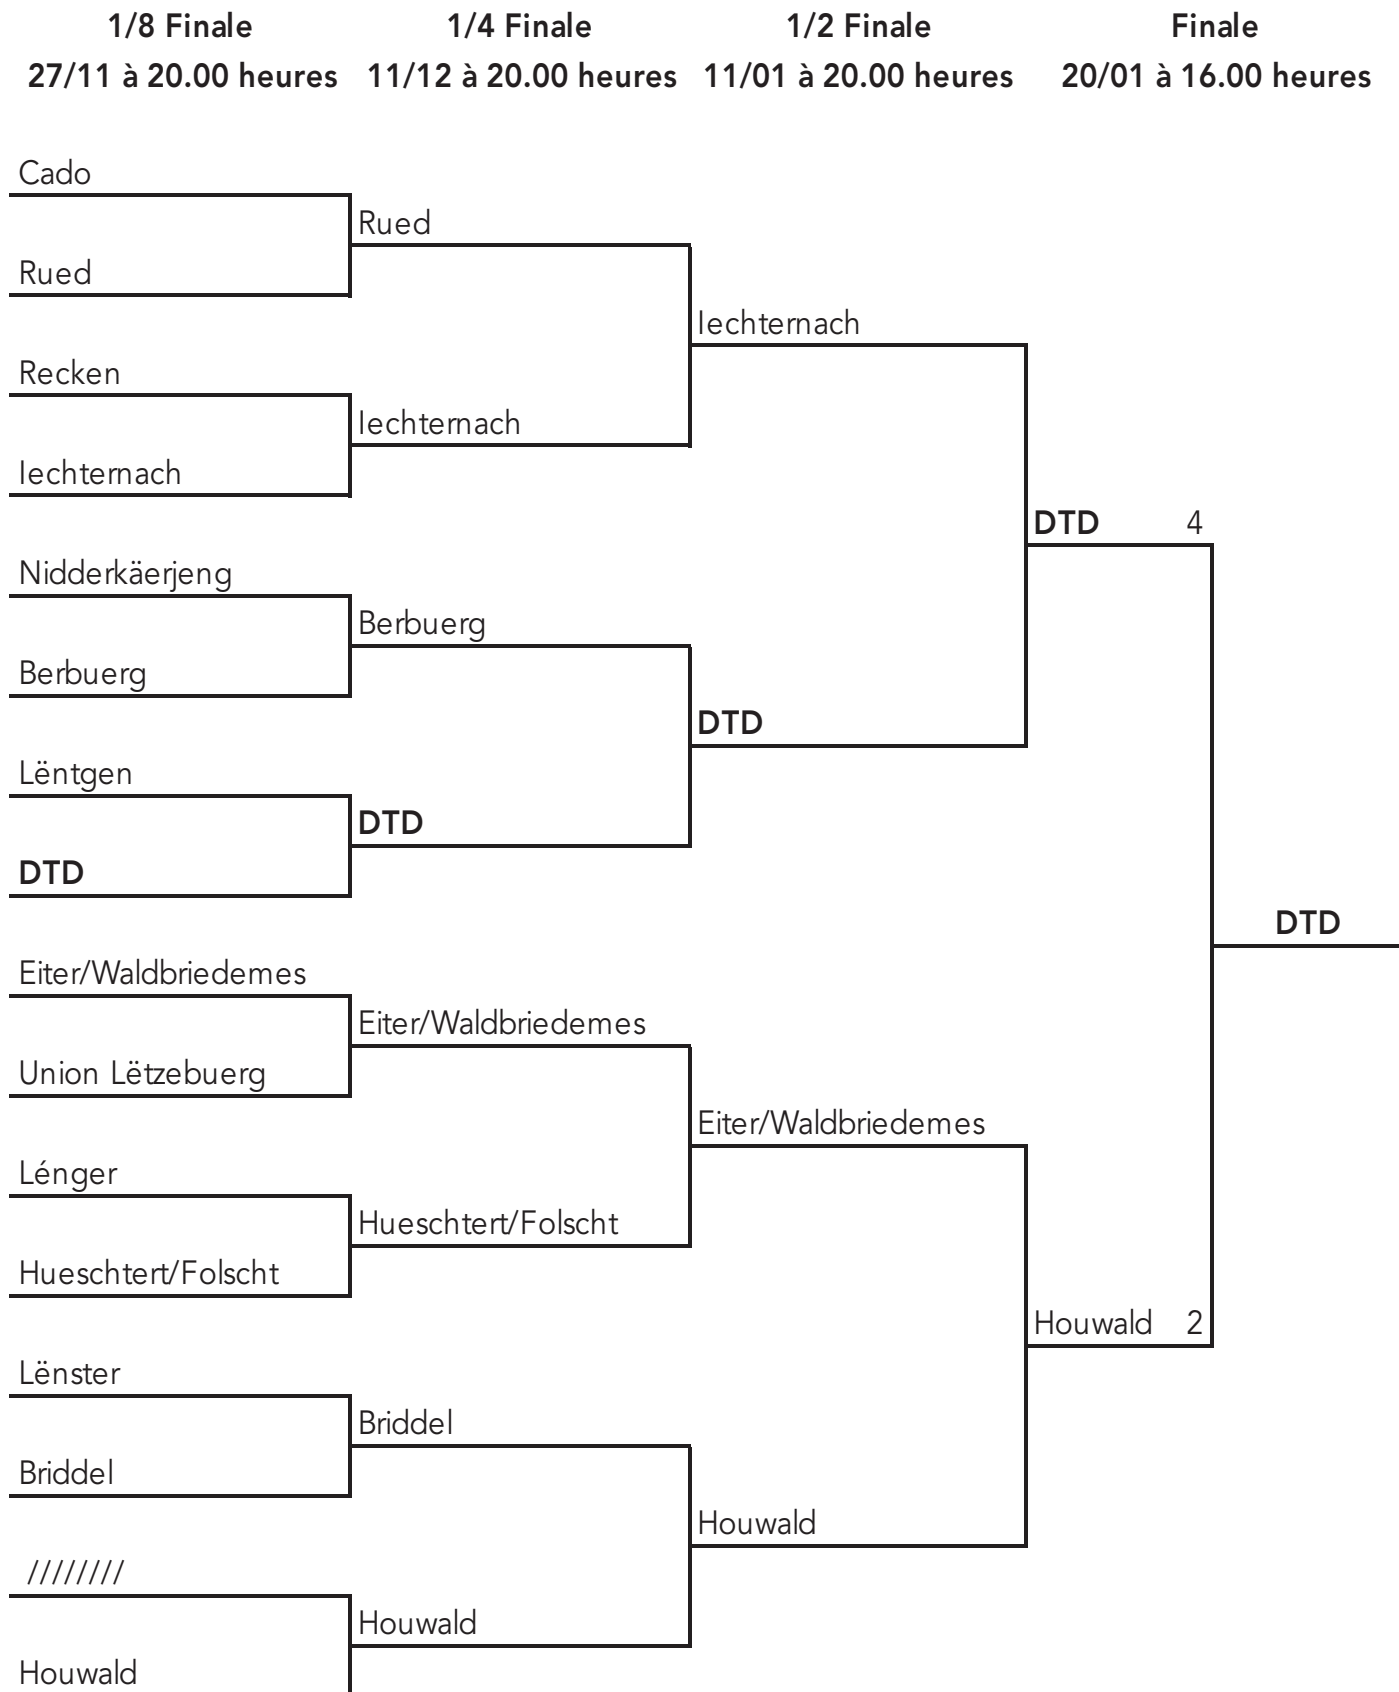 1/8 Finale 1/4 Finale 1/2 Finale Finale
27/11 à 20.00 heures 11/12 à 20.00 heures 11/01 à 20.00 heures 20/01 à 16.00 heures
Cado
Rued
Rued
Iechternach
Recken
Iechternach
Iechternach
DTD 4
Nidderkäerjeng
Berbuerg
Berbuerg
DTD
Lëntgen
DTD
DTD
DTD
Eiter/Waldbriedemes
Eiter/Waldbriedemes
Union Lëtzebuerg
Eiter/Waldbriedemes
Lénger
Hueschtert/Folscht
Hueschtert/Folscht
Houwald 2
Lënster
Briddel
Briddel
Houwald
////////
Houwald
Houwald